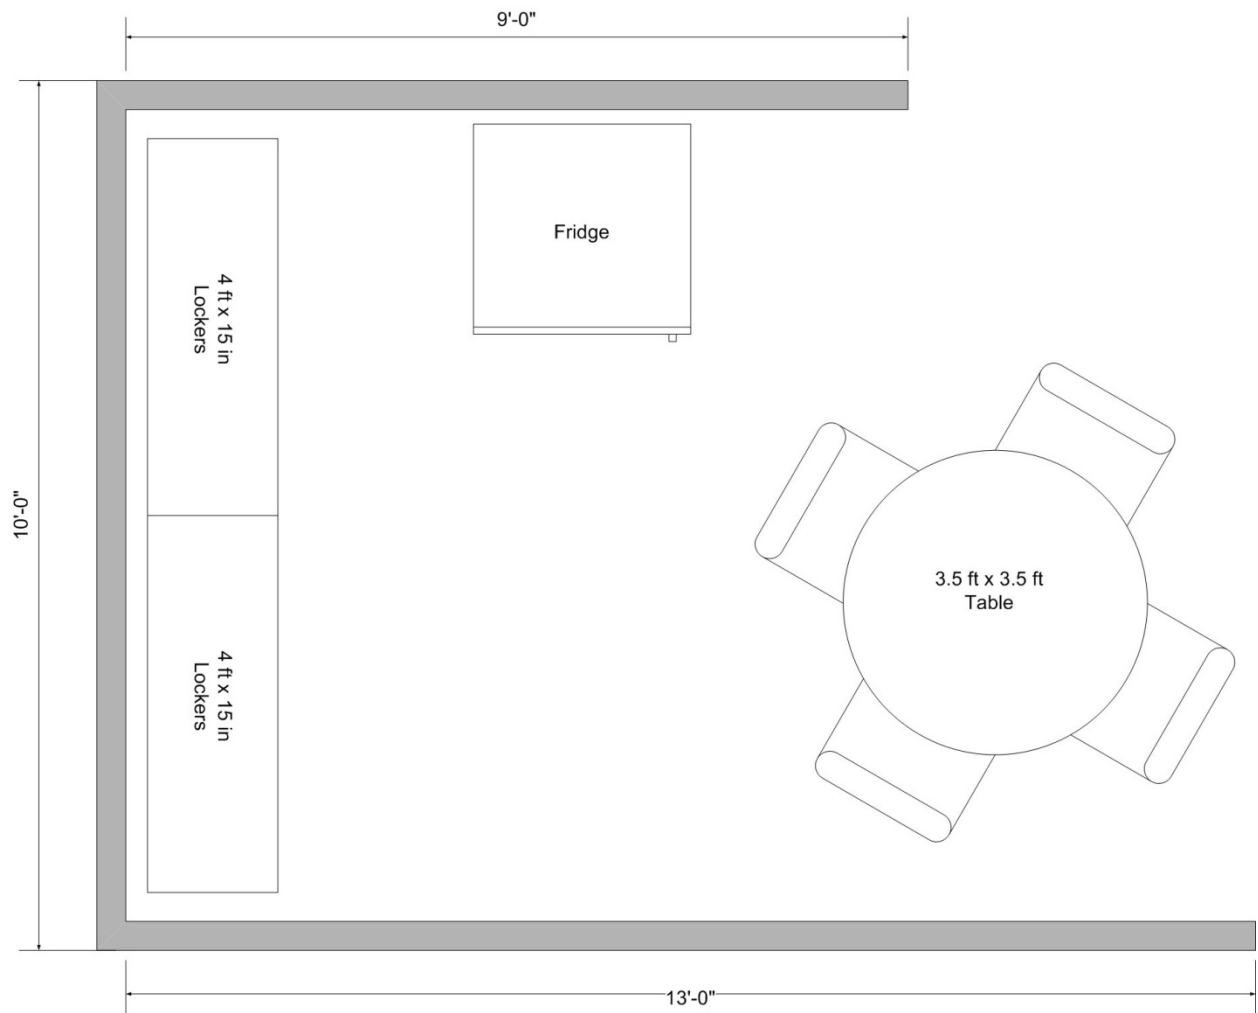 9'-0"
Fridge
4 ft x 15 in
Lockers
10'-0"
3.5 ft x 3.5 ft
Table
4 ft x 15 in
Lockers
13'-0"